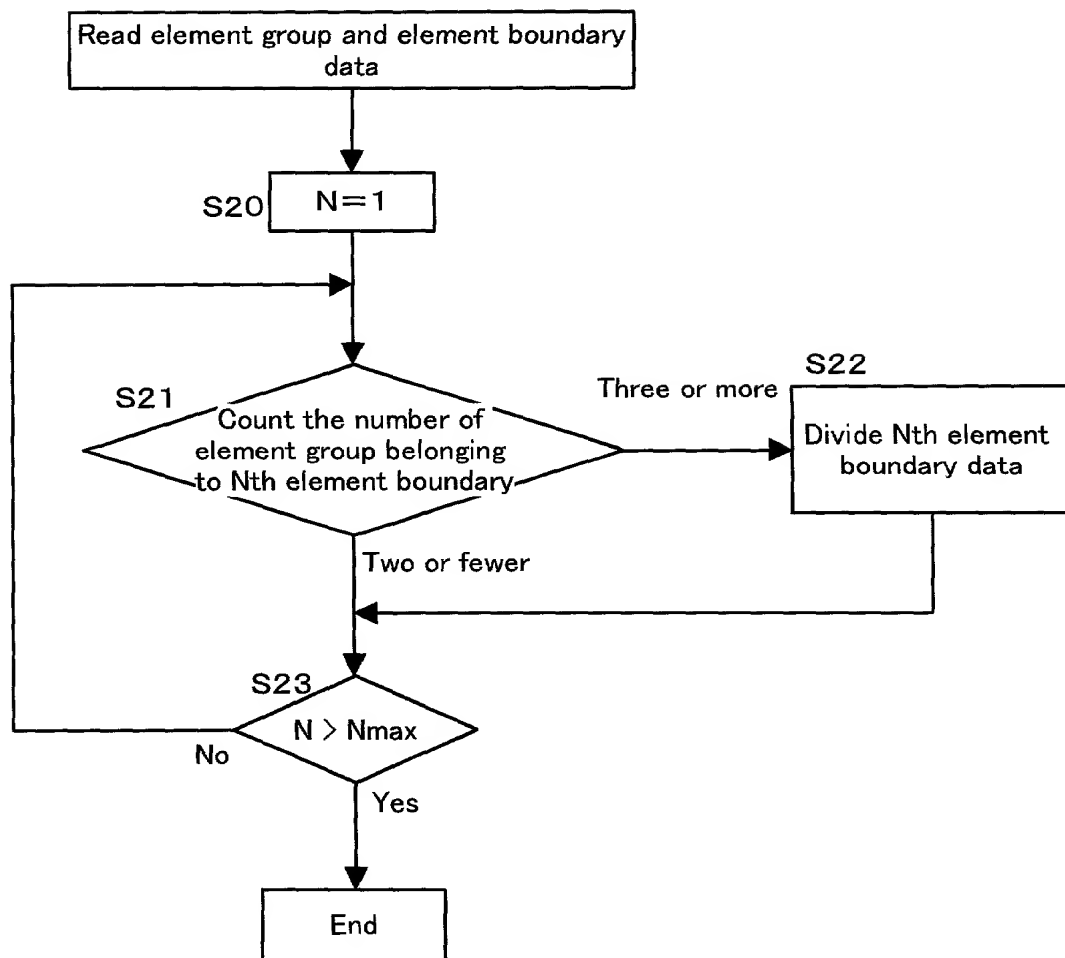 Read element group and element boundary
data
S20
N=1
S21
Count the number of
element group belonging
to Nth element boundary
Three or more
S22
Divide Nth element
boundary data
Two or fewer
S23
N > Nmax
No
Yes
End